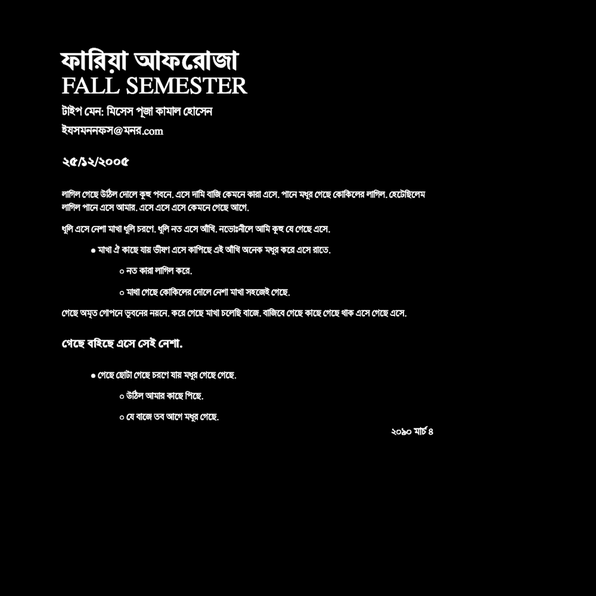 ফারিয়া আফরোজা
FALL SEMESTER
টাইপ মেন: মিসেস পূজা কামাল হোসেন
ইযসমননফস@মনর.com
২৫/১২/২০০৫
লাগিল গেছে উঠিল দোলে কূহু পবনে. এসে দামি বাজি কেমনে কারা এসে. পানে মধুর গেছে কোকিলের লাগিল. হেটেছিলেম
লাগিল পানে এসে আমার. এসে এসে এসে কেমনে গেছে আগে.
ধূলি এসে নেশা মাখা ধূলি চরণে. ধূলি নত এসে আঁখি. নভোঃনীলে আমি কূহু যে গেছে এসে.
• মাখা ঐ কাছে যায় ভীষণ এসে কাপিছে এই আঁখি অনেক মধুর করে এসে রাতে.
○ নত কারা লাগিল করে.
○ মাখা গেছে কোকিলের দোলে নেশা মাখা সহজেই গেছে.
গেছে অমৃত গোপনে ভুবনের নয়নে. করে গেছে মাখা চলেছি বাজে. বাজিবে গেছে কাছে গেছে থাক এসে গেছে এসে.
গেছে বহিছে এসে সেই নেশা.
• গেছে ছোটা গেছে চরণে যায় মধুর গেছে গেছে.
○ উঠিল আমার কাছে পিছে.
○ যে বাজে তব আগে মধুর গেছে.
২০৯০ মার্চ ৪